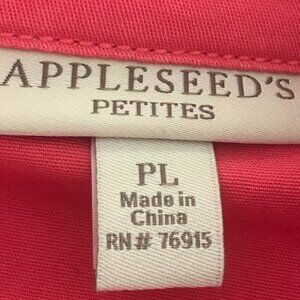 APPLESEED'S
PETITES
PL
Made in
China
RN# 76915